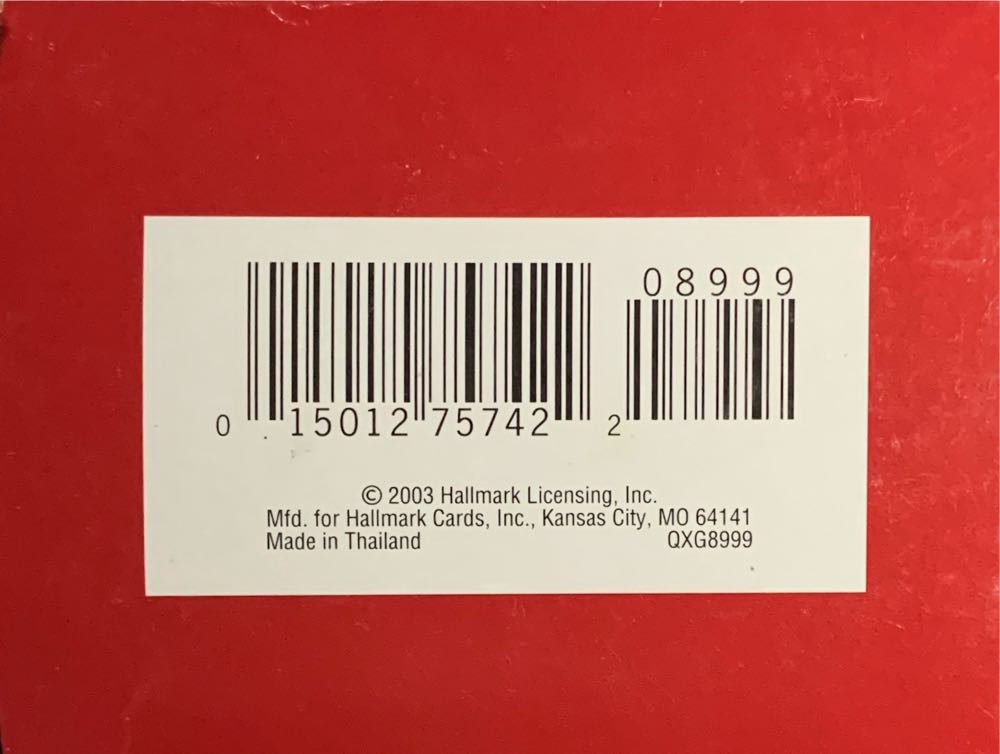 08999
0 15012 75742 2
© 2003 Hallmark Licensing, Inc.
Mfd. for Hallmark Cards, Inc., Kansas City, MO 64141
Made in Thailand QXG8999